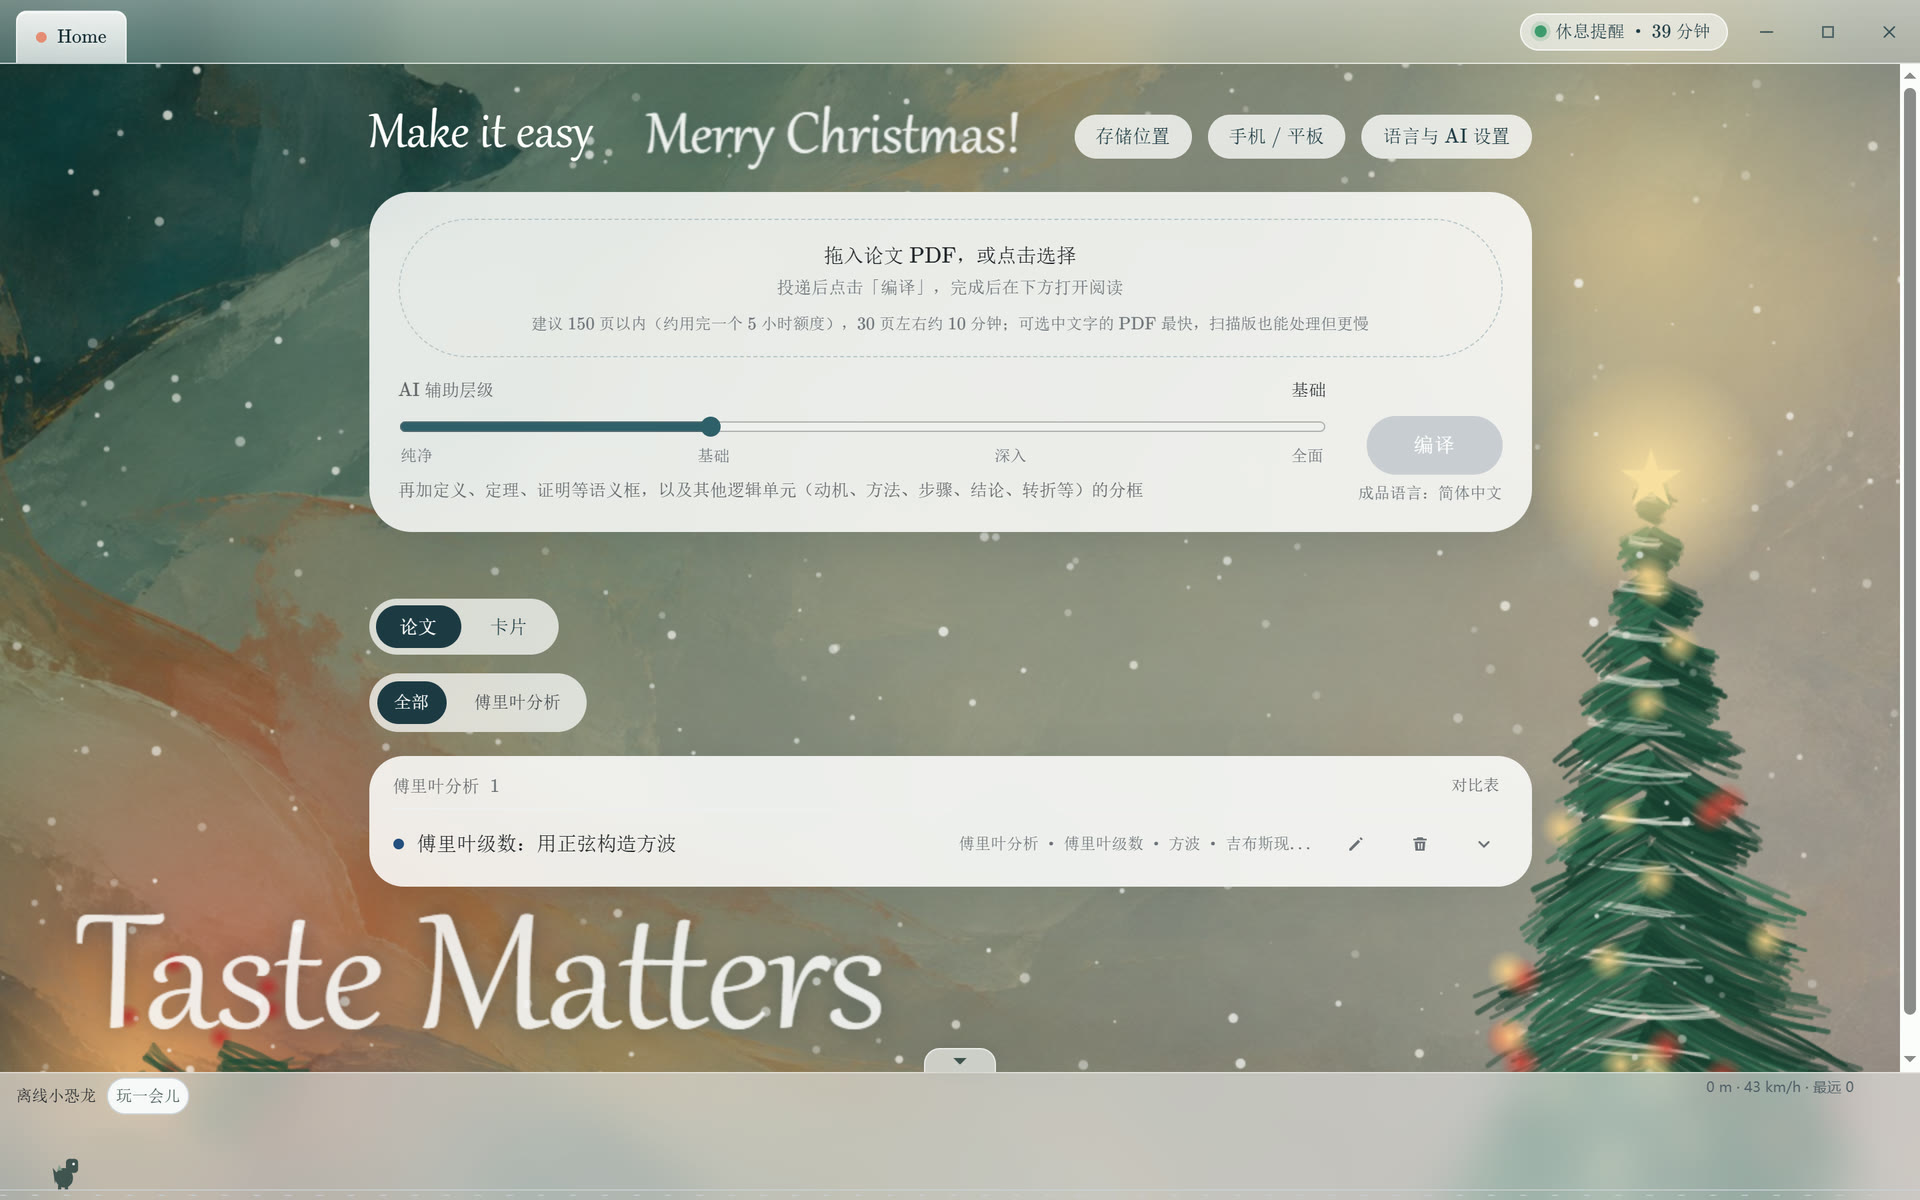 Home
休息提醒 • 39 分钟
Make it easy
Merry Christmas!
存储位置
手机 / 平板
语言与 AI 设置
拖入论文 PDF，或点击选择
投递后点击「编译」，完成后在下方打开阅读
建议 150 页以内（约用完一个 5 小时额度），30 页左右约 10 分钟；可选中文字的 PDF 最快，扫描版也能处理但更慢
AI 辅助层级
基础
纯净
基础
深入
全面
编译
再加定义、定理、证明等语义框，以及其他逻辑单元（动机、方法、步骤、结论、转折等）的分框
成品语言：简体中文
论文
卡片
全部
傅里叶分析
傅里叶分析 1
对比表
傅里叶级数：用正弦构造方波
傅里叶分析 • 傅里叶级数 • 方波 • 吉布斯现...
Taste Matters
离线小恐龙
玩一会儿
0 m · 43 km/h · 最远 0